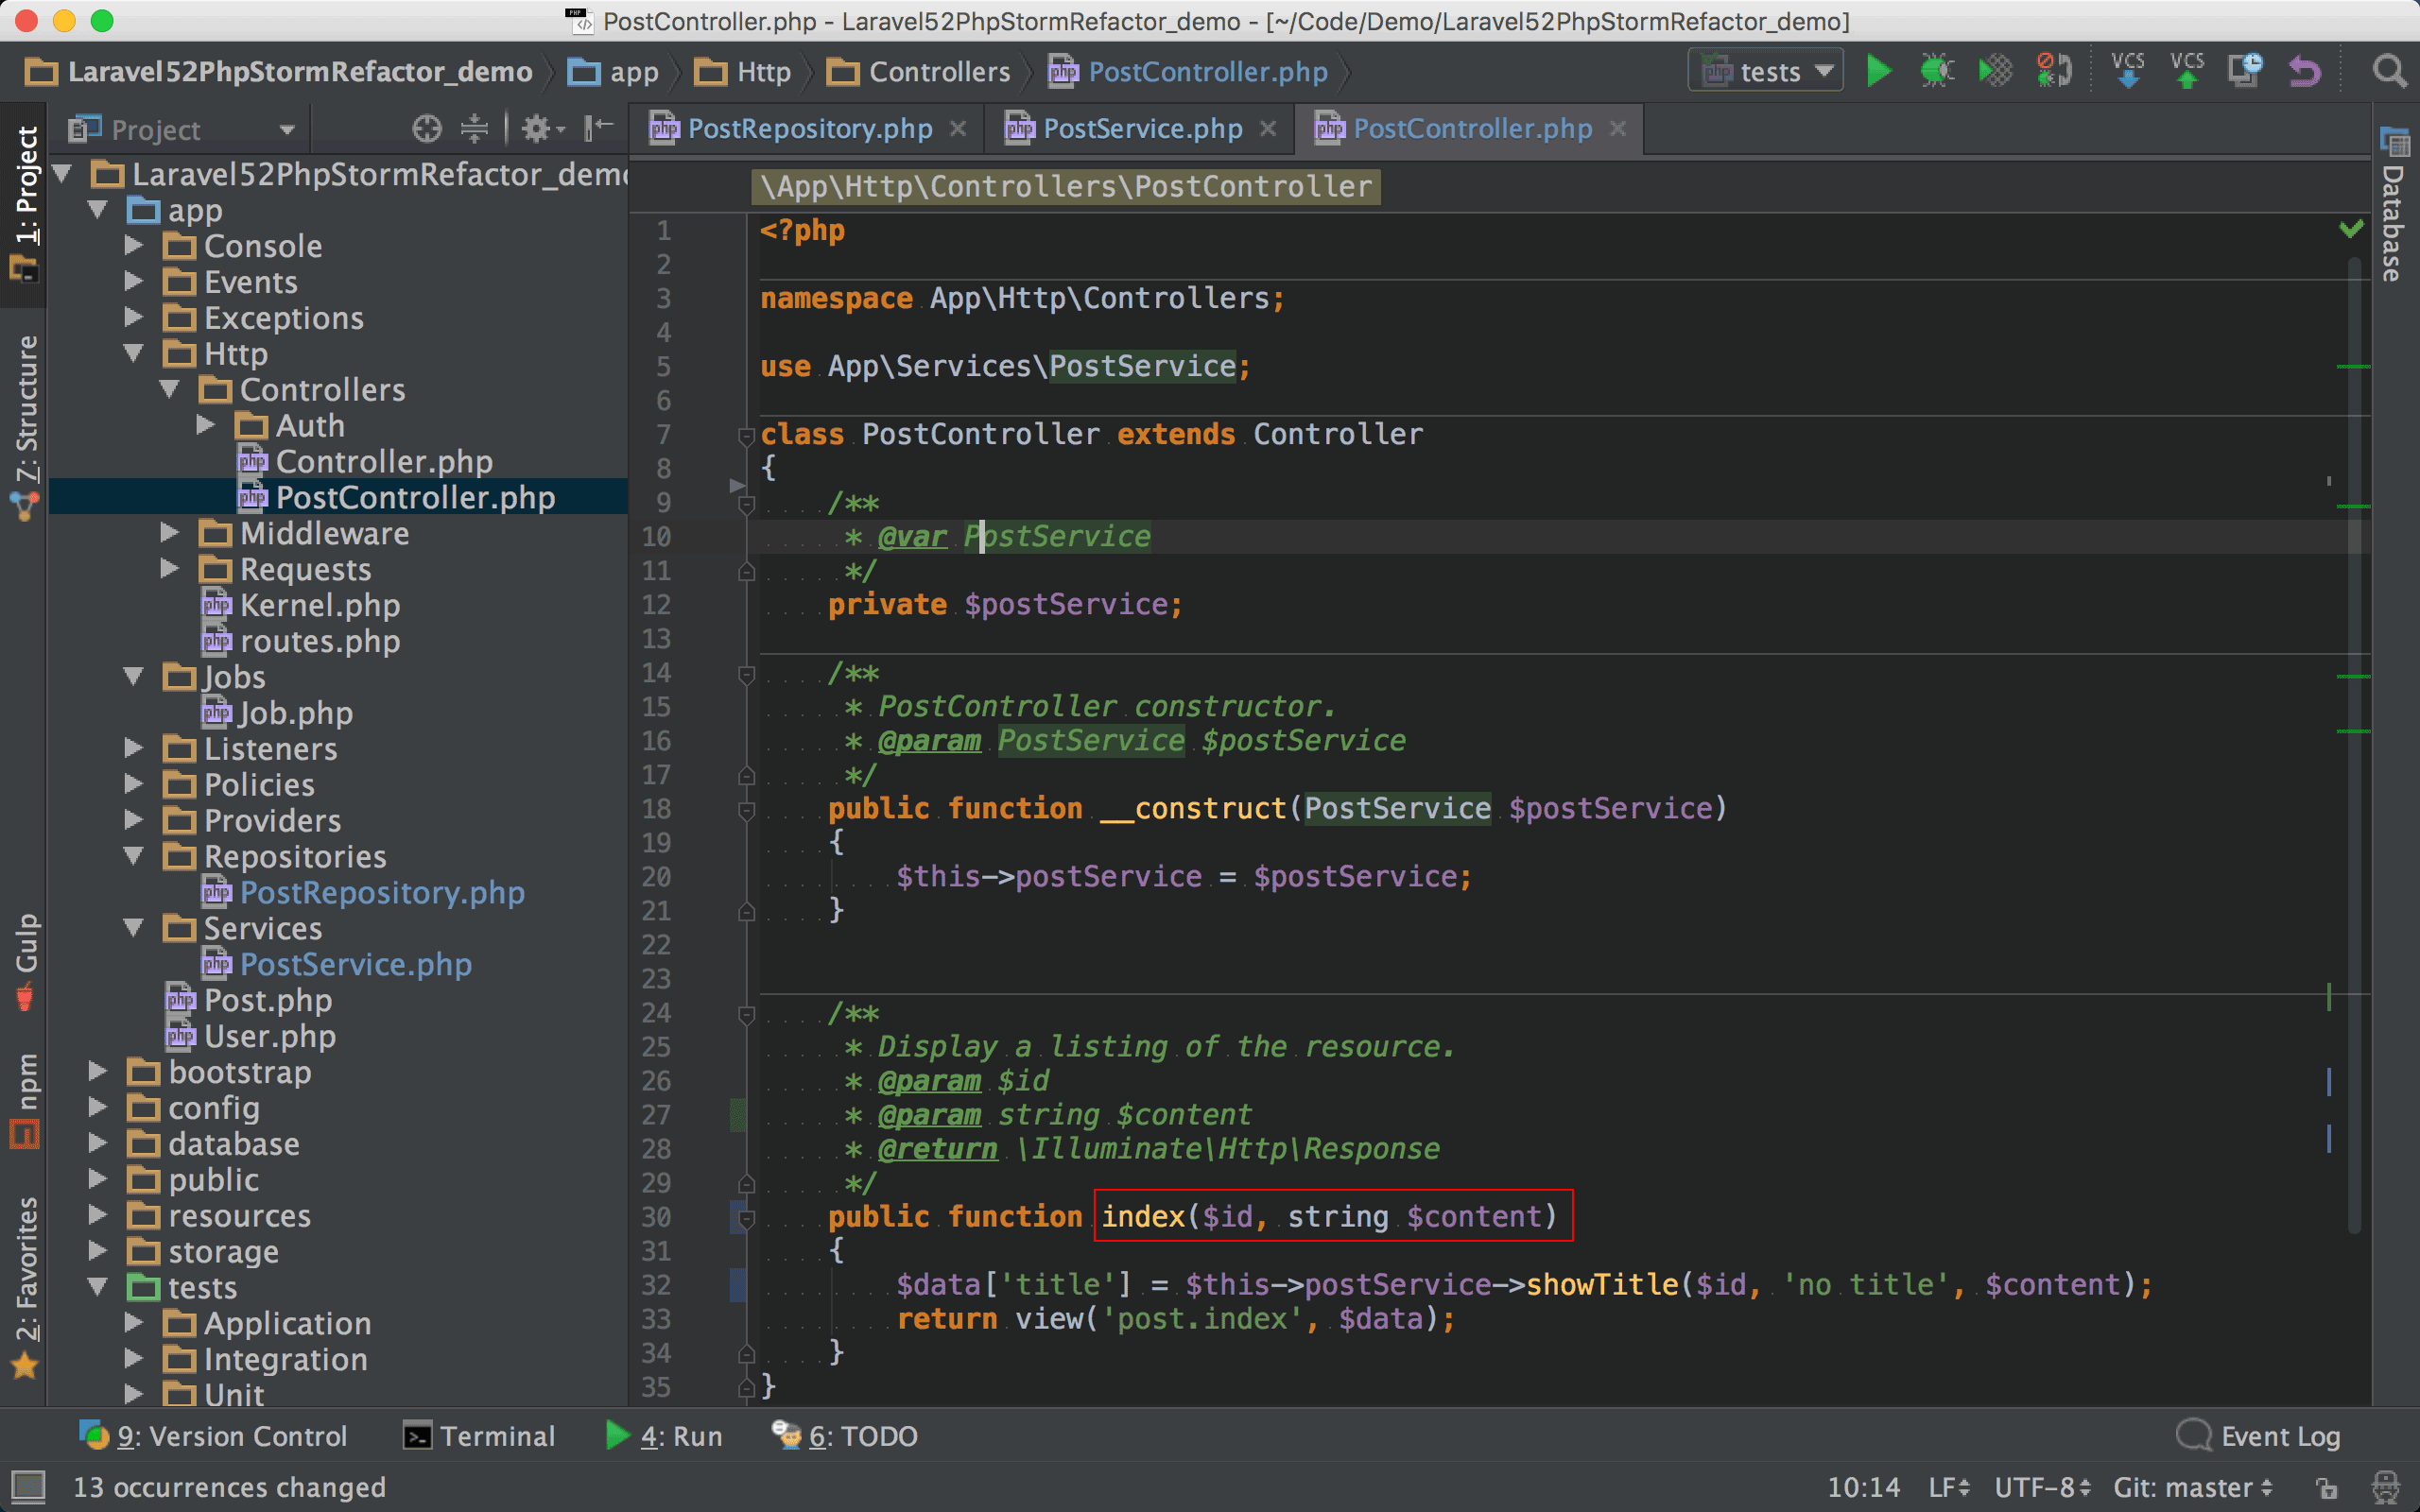 PostController.php - Laravel52PhpStormRefactor_demo - [~/Code/Demo/Laravel52PhpStormRefactor_demo]
Laravel52PhpStormRefactor_demo app Http Controllers PostController.php tests VCS VCS
Project
PostRepository.php PostService.php PostController.php
1: Project
Z: Structure
Gulp
npm
2: Favorites
Database
Laravel52PhpStormRefactor_demo
app
Console
Events
Exceptions
Http
Controllers
Auth
Controller.php
PostController.php
Middleware
Requests
Kernel.php
routes.php
Jobs
Job.php
Listeners
Policies
Providers
Repositories
PostRepository.php
Services
PostService.php
Post.php
User.php
bootstrap
config
database
public
resources
storage
tests
Application
Integration
Unit
\App\Http\Controllers\PostController
1 <?php
2
3 namespace App\Http\Controllers;
4
5 use App\Services\PostService;
6
7 class PostController extends Controller
8 {
9 /**
10 * @var PostService
11 */
12 private $postService;
13
14 /**
15 * PostController constructor.
16 * @param PostService $postService
17 */
18 public function __construct(PostService $postService)
19 {
20 $this->postService = $postService;
21 }
22
23
24 /**
25 * Display a listing of the resource.
26 * @param $id
27 * @param string $content
28 * @return \Illuminate\Http\Response
29 */
30 public function index($id, string $content)
31 {
32 $data['title'] = $this->postService->showTitle($id, 'no title', $content);
33 return view('post.index', $data);
34 }
35 }
9: Version Control Terminal 4: Run 6: TODO Event Log
13 occurrences changed 10:14 LF UTF-8 Git: master